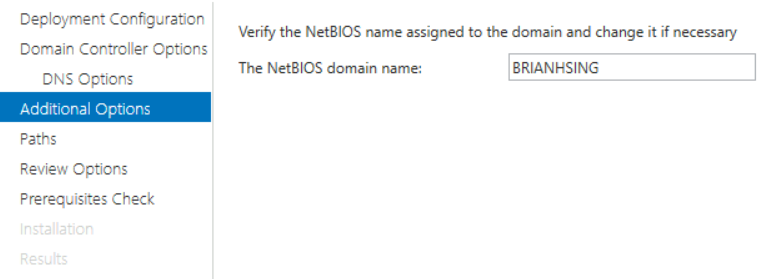 Deployment Configuration
Domain Controller Options
DNS Options
Additional Options
Paths
Review Options
Prerequisites Check
Installation
Results
Verify the NetBIOS name assigned to the domain and change it if necessary
The NetBIOS domain name: BRIANHSING